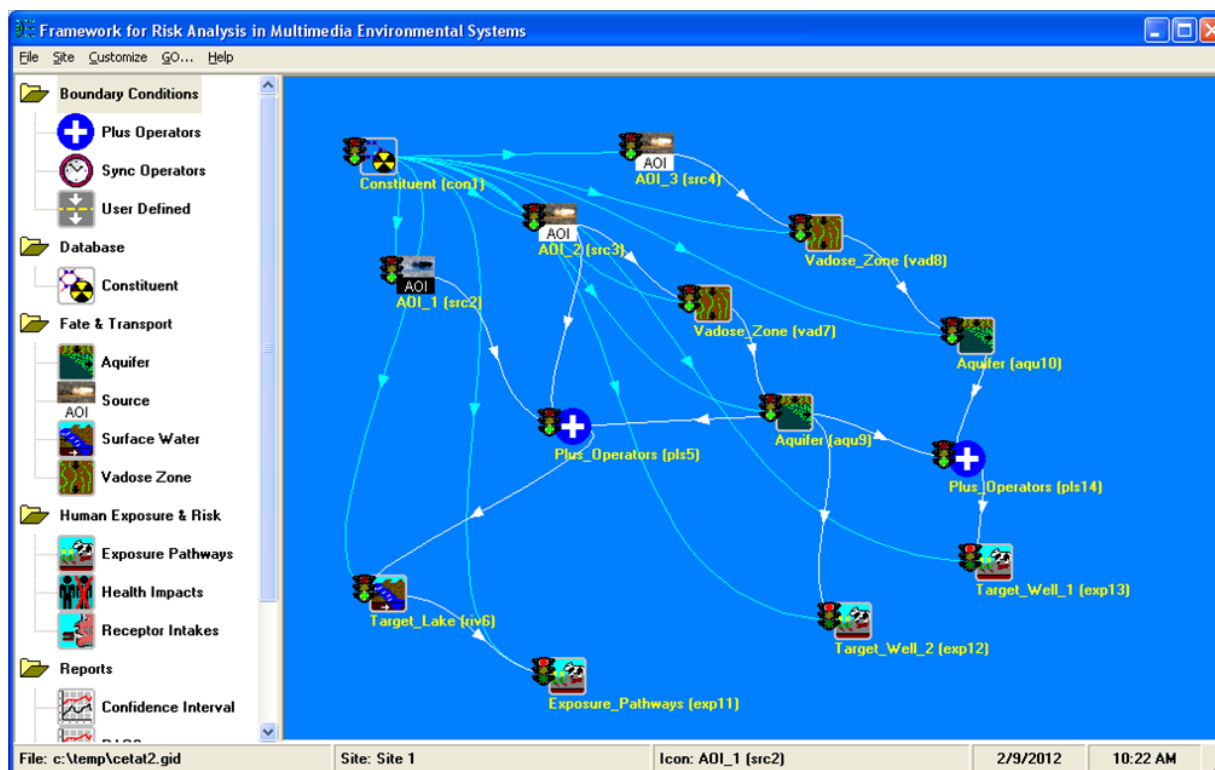 Framework for Risk Analysis in Multimedia Environmental Systems
File Site Customize GO... Help
Boundary Conditions
Plus Operators
Sync Operators
User Defined
Database
Constituent
Fate & Transport
Aquifer
AOI
Source
Surface Water
Vadose Zone
Human Exposure & Risk
Exposure Pathways
Health Impacts
Receptor Intakes
Reports
Confidence Interval
Constituent (con1)
AOI
AOI_3 (src4)
AOI
AOI_2 (src3)
Vadose_Zone (vad8)
AOI
AOI_1 (src2)
Vadose_Zone (vad7)
Aquifer (aqu10)
Plus_Operators (pls5)
Aquifer (aqu9)
Plus_Operators (pls14)
Target_Well_1 (exp13)
Target_Lake (riv6)
Target_Well_2 (exp12)
Exposure_Pathways (exp11)
File: c:\temp\cetat2.gid Site: Site 1 Icon: AOI_1 (src2) 2/9/2012 10:22 AM